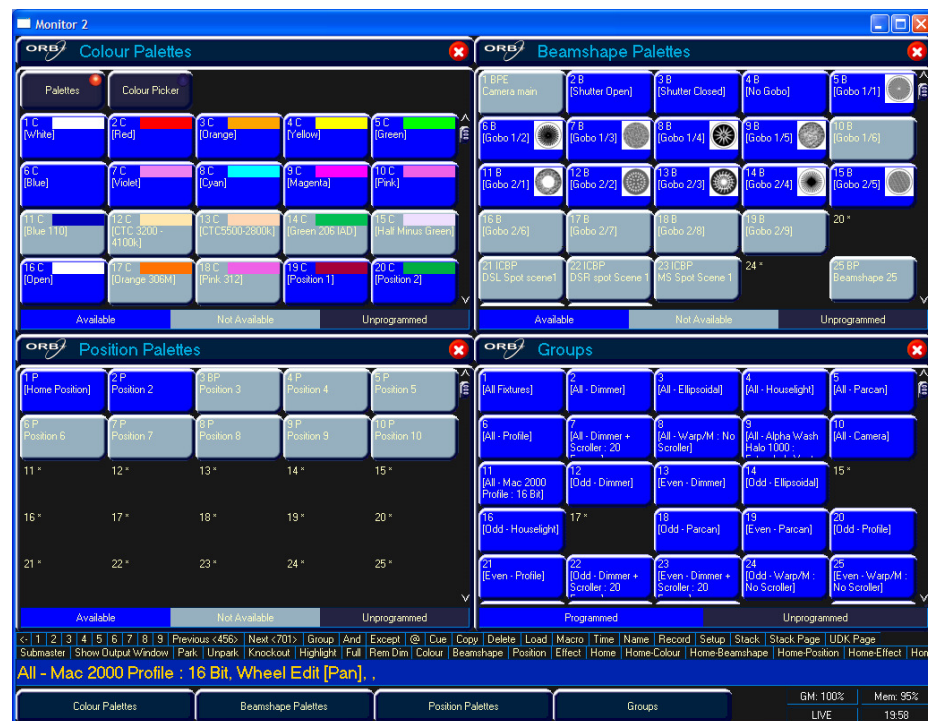 Monitor 2
ORB Colour Palettes
Palettes Colour Picker
1 C 2 C 3 C 4 C 5 C
[White] [Red] [Orange] [Yellow] [Green]
6 C 7 C 8 C 9 C 10 C
[Blue] [Violet] [Cyan] [Magenta] [Pink]
11 C 12 C 13 C 14 C 15 C
[Blue 110] [CTC 3200 - [CTC5500-2800k] [Green 206 IAD] [Half Minus Green]
4100k]
16 C 17 C 18 C 19 C 20 C
[Open] [Orange 306M] [Pink 312] [Position 1] [Position 2]
Available Not Available Unprogrammed
ORB Beamshape Palettes
1 BPE 2 B 3 B 4 B 5 B
Camera main [Shutter Open] [Shutter Closed] [No Gobo] [Gobo 1/1]
6 B 7 B 8 B 9 B 10 B
[Gobo 1/2] [Gobo 1/3] [Gobo 1/4] [Gobo 1/5] [Gobo 1/6]
11 B 12 B 13 B 14 B 15 B
[Gobo 2/1] [Gobo 2/2] [Gobo 2/3] [Gobo 2/4] [Gobo 2/5]
16 B 17 B 18 B 19 B 20 *
[Gobo 2/6] [Gobo 2/7] [Gobo 2/8] [Gobo 2/9]
21 ICBP 22 ICBP 23 ICBP 24 * 25 BP
DSL Spot scene1 DSR spot Scene 1 MS Spot Scene 1 Beamshape 25
Available Not Available Unprogrammed
ORB Position Palettes
1 P 2 P 3 BP 4 P 5 P
[Home Position] Position 2 Position 3 Position 4 Position 5
6 P 7 P 8 P 9 P 10 P
Position 6 Position 7 Position 8 Position 9 Position 10
11 * 12 * 13 * 14 * 15 *
16 * 17 * 18 * 19 * 20 *
21 * 22 * 23 * 24 * 25 *
Available Not Available Unprogrammed
ORB Groups
1 2 3 4 5
[All Fixtures] [All - Dimmer] [All - Ellipsoidal] [All - Houselight] [All - Parcan]
6 7 8 9 10
[All - Profile] [All - Dimmer + [All - Warp/M : No [All - Alpha Wash [All - Camera]
Scroller : 20 Scroller] Halo 1000 :
11 12 13 14 15 *
[All - Mac 2000 [Odd - Dimmer] [Even - Dimmer] [Odd - Ellipsoidal]
Profile : 16 Bit]
16 17 * 18 19 20
[Odd - Houselight] [Odd - Parcan] [Even - Parcan] [Odd - Profile]
21 22 23 24 25
[Even - Profile] [Odd - Dimmer + [Even - Dimmer + [Odd - Warp/M : [Even - Warp/M :
Scroller : 20 Scroller : 20 No Scroller] No Scroller]
Programmed Unprogrammed
<- 1 2 3 4 5 6 7 8 9 Previous <456> Next <701> Group And Except @ Cue Copy Delete Load Macro Time Name Record Setup Stack Stack Page UDK Page
Submaster Show Output Window Park Unpark Knockout Highlight Full Rem Dim Colour Beamshape Position Effect Home Home-Colour Home-Beamshape Home-Position Home-Effect Hon
All - Mac 2000 Profile : 16 Bit, Wheel Edit [Pan], ,
Colour Palettes Beamshape Palettes Position Palettes Groups GM: 100% Mem: 95%
LIVE 19:58